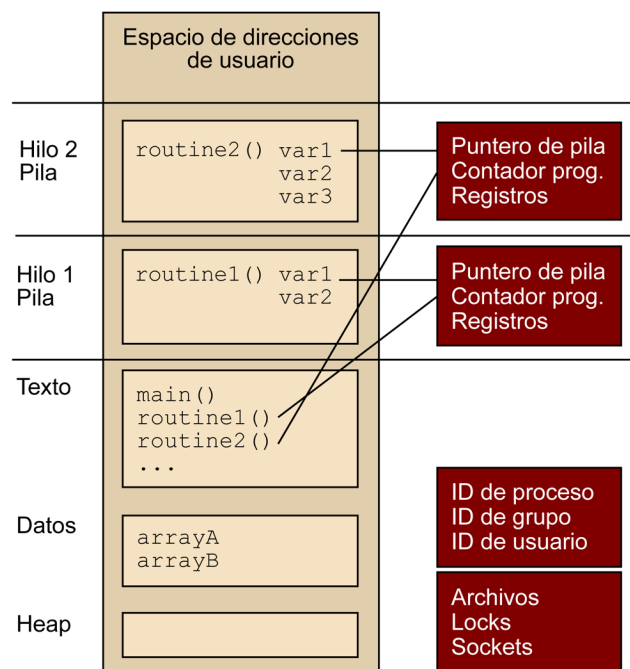 Espacio de direcciones
de usuario
Hilo 2
Pila
routine2() var1
var2
var3
Puntero de pila
Contador prog.
Registros
Hilo 1
Pila
routine1() var1
var2
Puntero de pila
Contador prog.
Registros
Texto
main()
routine1()
routine2()
...
ID de proceso
ID de grupo
ID de usuario
Datos
arrayA
arrayB
Heap
Archivos
Locks
Sockets